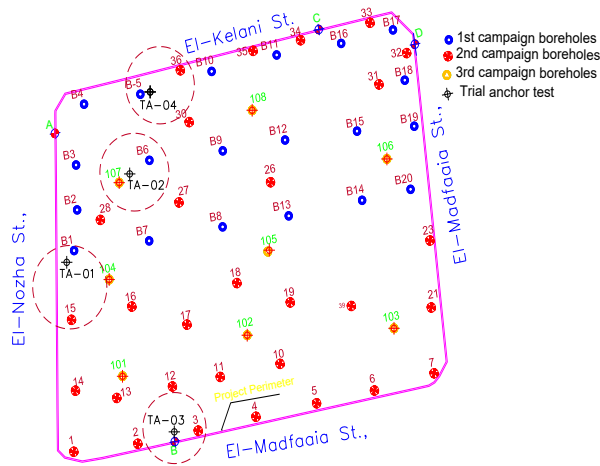 El-Kelani St.,
C
33
B17
D
1st campaign boreholes
2nd campaign boreholes
3rd campaign boreholes
Trial anchor test
36
B10
35
B11
34
B16
32
B18
31
B4
B-5
TA-04
108
30
A
B3
B6
107
TA-02
B9
B12
B15
106
B19
26
27
B2
28
B8
B13
B14
B20
B1
B7
TA-01
104
105
23
El-Nozha St.,
El-Madfaaia St.,
18
19
39
21
15
16
17
102
103
101
14
13
12
11
10
7
Project Perimeter
TA-03
1
2
B
3
4
5
6
El-Madfaaia St.,